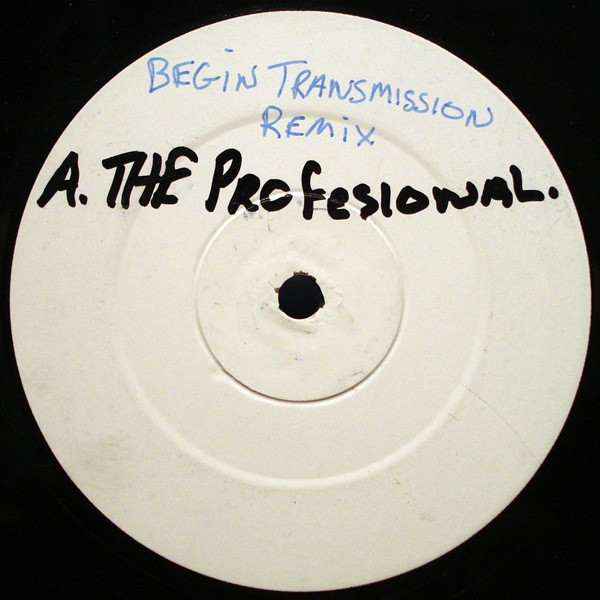 BEGIN TRANSMISSION
REMIX
A. THE PROFESIONAL.